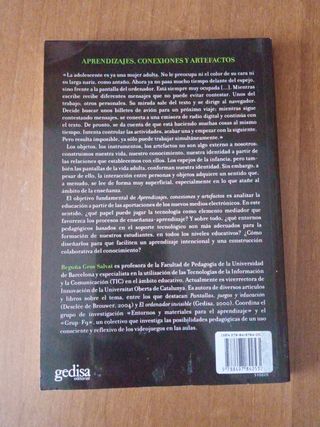 APRENDIZAJES, CONEXIONES Y ARTEFACTOS
«La adolescente es ya una mujer adulta. No le preocupa ni el color de su cara ni
su larga nariz, como antaño. Ahora ya no pasa mucho tiempo delante del espejo,
sino frente a la pantalla del ordenador. Está siempre muy ocupada [...]. Mientras
escribe recibe diferentes mensajes que no puede evitar contestar. Unos del
trabajo, otros personales. Su mirada sale del texto y se dirige al navegador.
Decide buscar unos billetes de avión para un próximo viaje; mientras sigue
contestando mensajes, se conecta a una emisora de radio digital y continúa con
el texto. De pronto, se da cuenta de que está haciendo muchas cosas al mismo
tiempo. Intenta controlar las actividades, acabar una y empezar con la siguiente.
Pero resulta imposible, ya sólo puede trabajar simultáneamente.»
Los objetos, los instrumentos, los artefactos no son algo externo a nosotros:
construimos nuestra vida, nuestro conocimiento, nuestra identidad a partir de
las relaciones que establecemos con ellos. Los espejos de la infancia, pero tam-
bién las pantallas de la vida adulta, conforman nuestra identidad. Sin embargo, a
pesar de ello, la interacción entre personas y objetos adquiere un sentido que,
a menudo, se lee de forma muy superficial, especialmente en lo que atañe al
ámbito de la enseñanza.
El objetivo fundamental de Aprendizajes, conexiones y artefactos es analizar la
educación a partir de las aportaciones de los nuevos medios electrónicos. En este
sentido, ¿qué papel puede jugar la tecnología como elemento mediador que
favorezca los procesos de enseñanza-aprendizaje? Y sobre todo, ¿qué entornos
pedagógicos basados en el soporte tecnológico son más adecuados para la
formación de nuestros estudiantes, en todos los niveles educativos? ¿Cómo
diseñarlos para que faciliten un aprendizaje intencional y una construcción
colaborativa del conocimiento?
Begoña Gros Salvat es profesora de la Facultad de Pedagogía de la Universidad
de Barcelona y especialista en la utilización de las Tecnologías de la Información
y la Comunicación (TIC) en el ámbito educativo. Actualmente es vicerrectora de
Innovación de la Universitat Oberta de Catalunya. Es autora de diversos artículos
y libros sobre el tema, entre los que destacan Pantallas, juegos y educación
(Desclée de Brouwer, 2004) y El ordenador invisible (Gedisa, 2000). Coordina el
grupo de investigación «Entornos y materiales para el aprendizaje» y el
«Grup F9», un colectivo que investiga las posibilidades pedagógicas de un uso
consciente y reflexivo de los videojuegos en las aulas.
gedisa
editorial